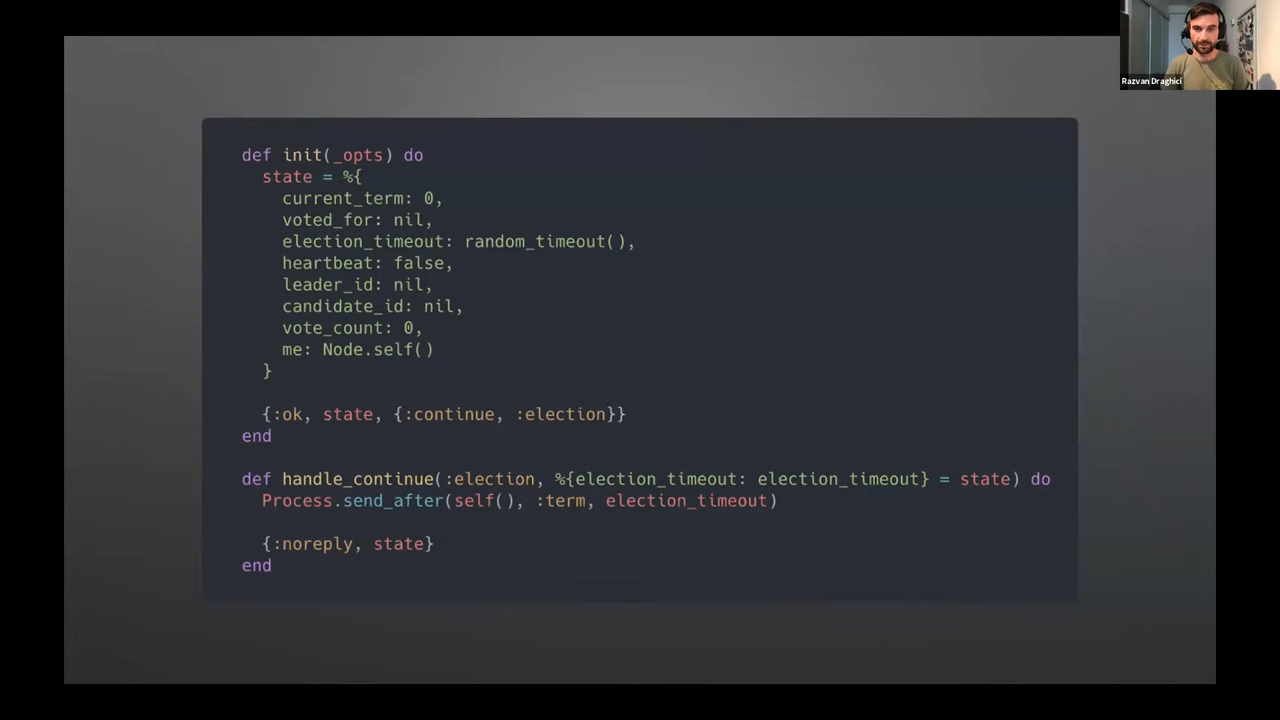 Razvan Draghici
def init(_opts) do
  state = %{
    current_term: 0,
    voted_for: nil,
    election_timeout: random_timeout(),
    heartbeat: false,
    leader_id: nil,
    candidate_id: nil,
    vote_count: 0,
    me: Node.self()
  }
  {:ok, state, {:continue, :election}}
end
def handle_continue(:election, %{election_timeout: election_timeout} = state) do
  Process.send_after(self(), :term, election_timeout)
  {:noreply, state}
end